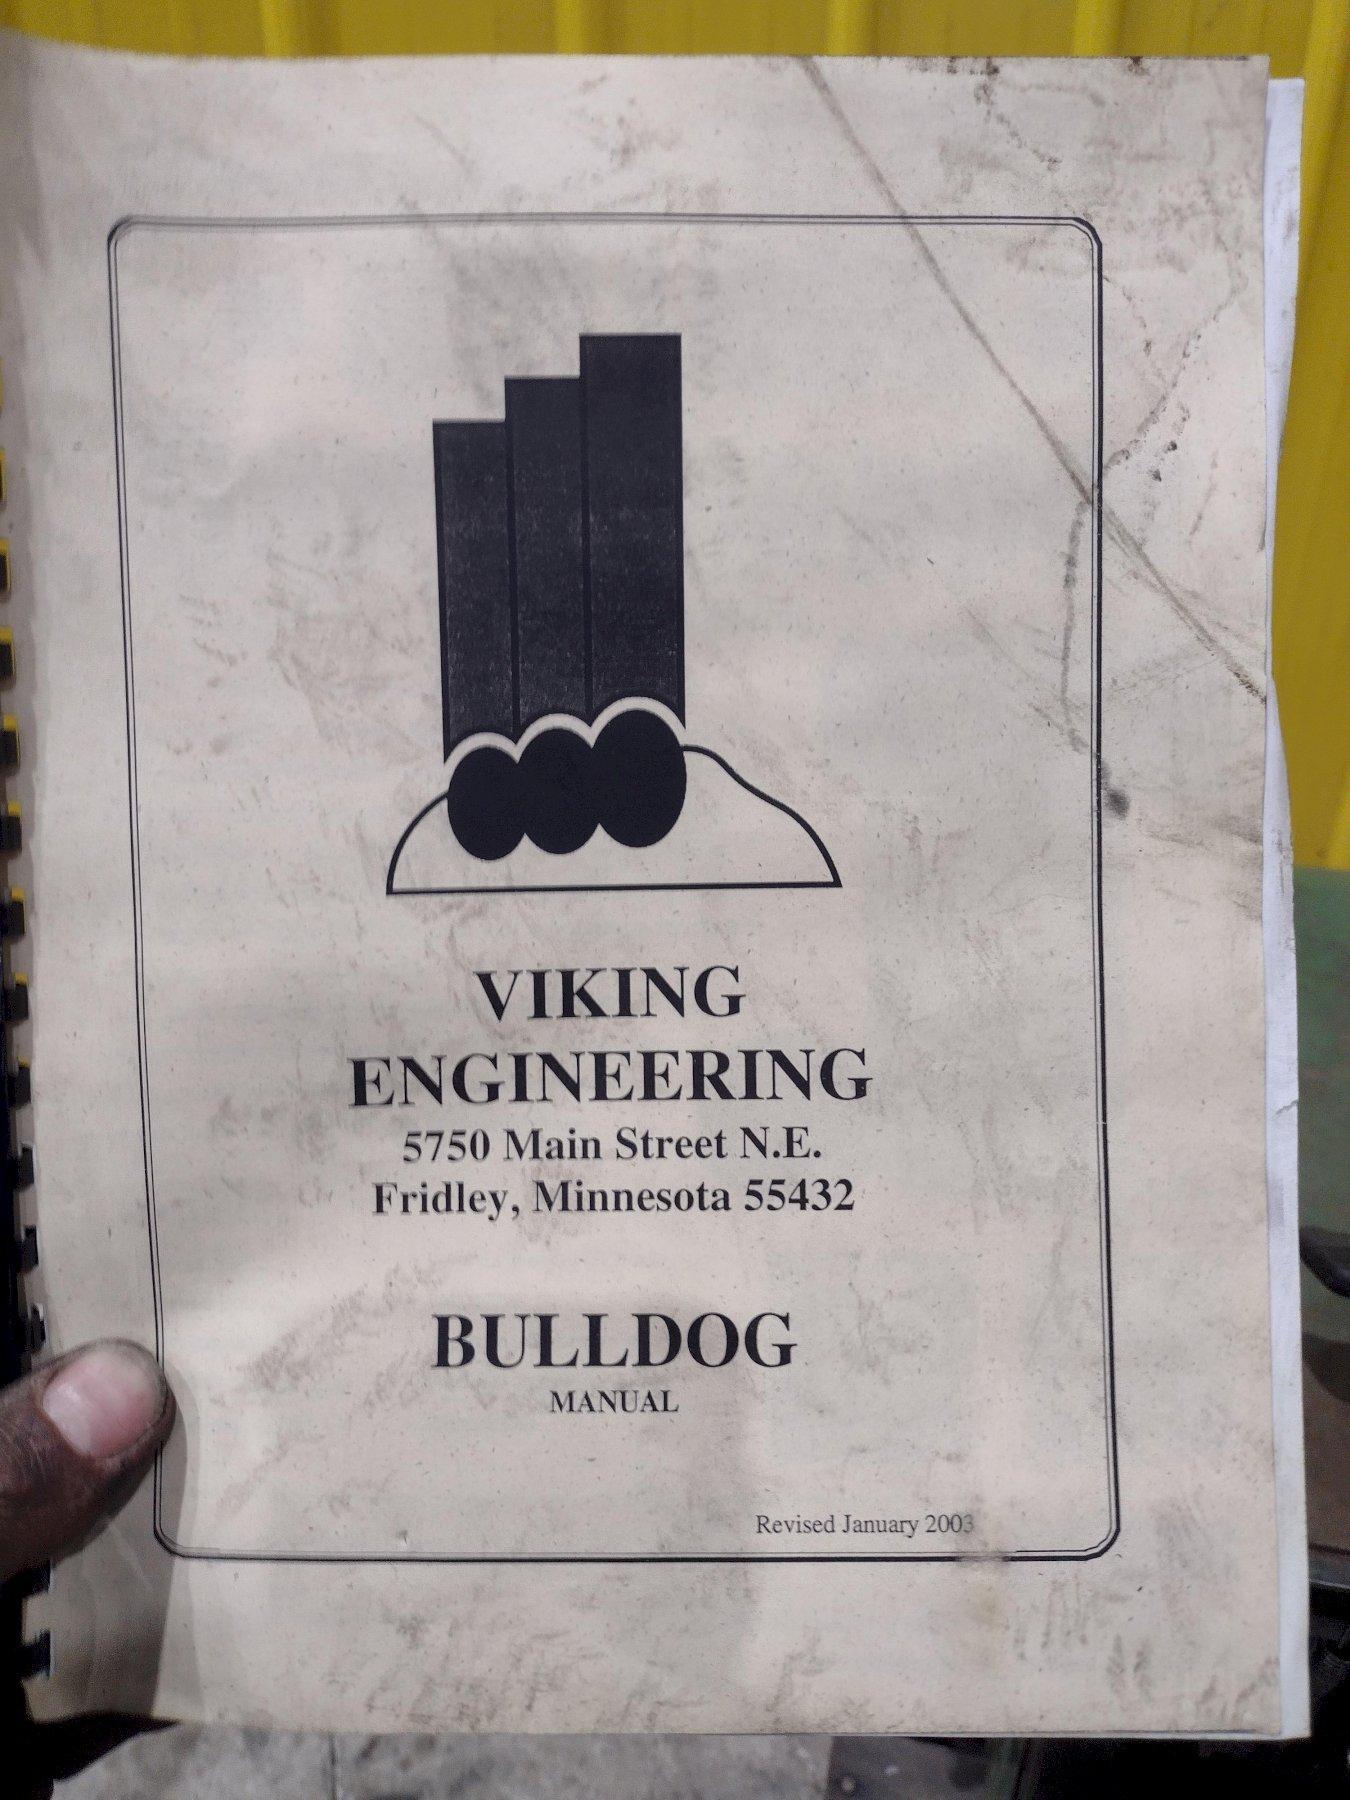 VIKING
ENGINEERING
5750 Main Street N.E.
Fridley, Minnesota 55432
BULLDOG
MANUAL
Revised January 2003